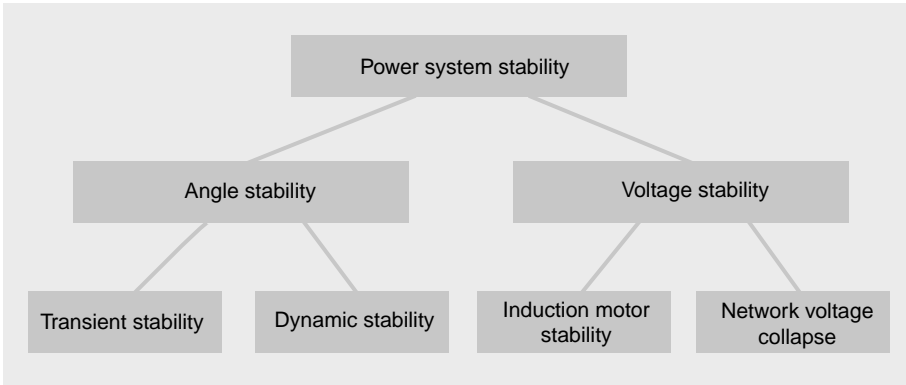 Power system stability
Angle stability
Voltage stability
Transient stability
Dynamic stability
Induction motor
stability
Network voltage
collapse